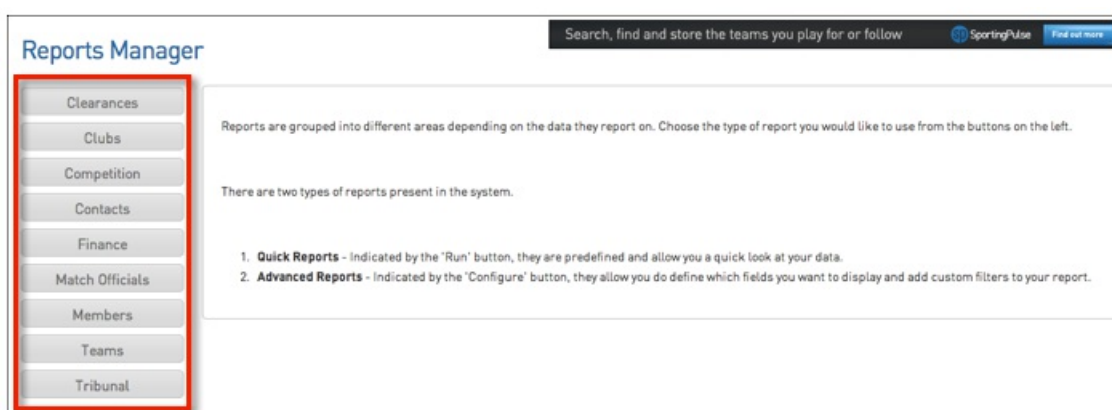 Search, find and store the teams you play for or follow
SportingPulse
Find out more
Reports Manager
Clearances
Clubs
Competition
Contacts
Finance
Match Officials
Members
Teams
Tribunal
Reports are grouped into different areas depending on the data they report on. Choose the type of report you would like to use from the buttons on the left.
There are two types of reports present in the system.
1. Quick Reports - Indicated by the 'Run' button, they are predefined and allow you a quick look at your data.
2. Advanced Reports - Indicated by the 'Configure' button, they allow you do define which fields you want to display and add custom filters to your report.